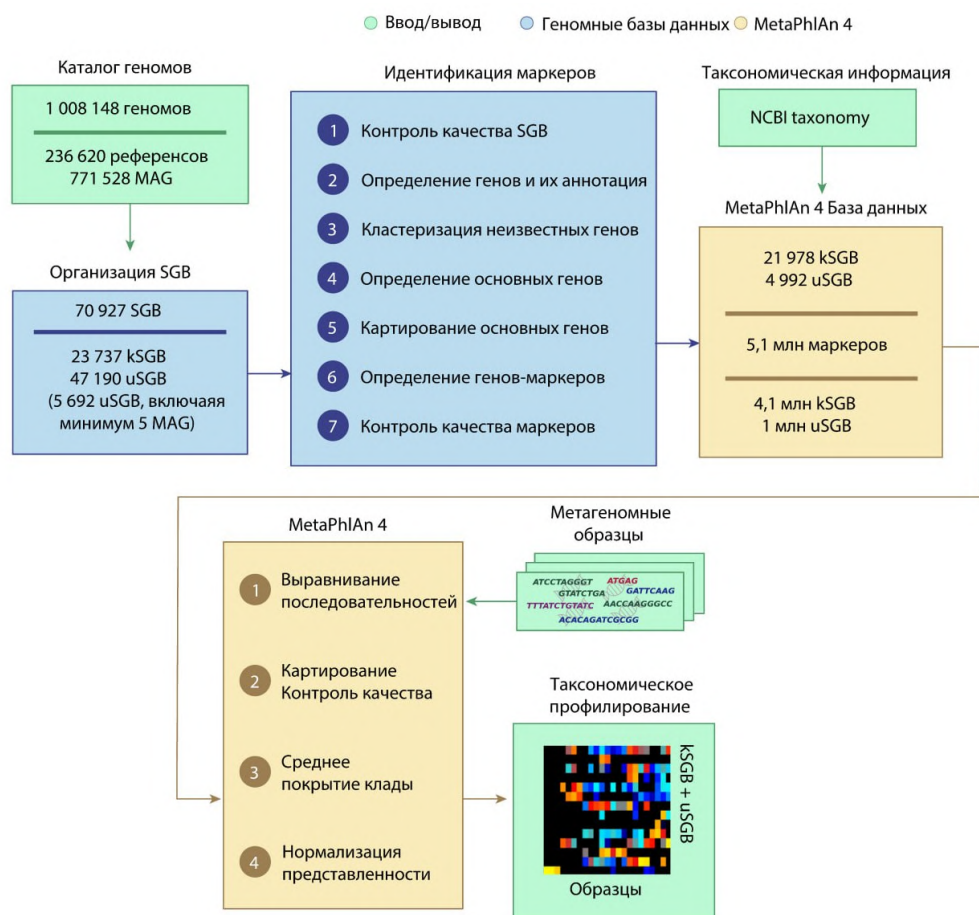 Ввод/вывод
Геномные базы данных
MetaPhlAn 4
Каталог геномов
1 008 148 геномов
236 620 референсов
771 528 MAG
Организация SGB
70 927 SGB
23 737 kSGB
47 190 uSGB
(5 692 uSGB, включаяя
минимум 5 MAG)
Идентификация маркеров
1 Контроль качества SGB
2 Определение генов и их аннотация
3 Кластеризация неизвестных генов
4 Определение основных генов
5 Картирование основных генов
6 Определение генов-маркеров
7 Контроль качества маркеров
Таксономическая информация
NCBI taxonomy
MetaPhlAn 4 База данных
21 978 kSGB
4 992 uSGB
5,1 млн маркеров
4,1 млн kSGB
1 млн uSGB
MetaPhlAn 4
1 Выравнивание
последовательностей
2 Картирование
Контроль качества
3 Среднее
покрытие клады
4 Нормализация
представленности
Метагеномные
образцы
ATCCTAGGGT ATGAG
GTATCTGA GATTCAAG
TTTATCTGTATC AACCAAGGGCC
ACACAGATCGCGG
Таксономическое
профилирование
kSGB + uSGB
Образцы